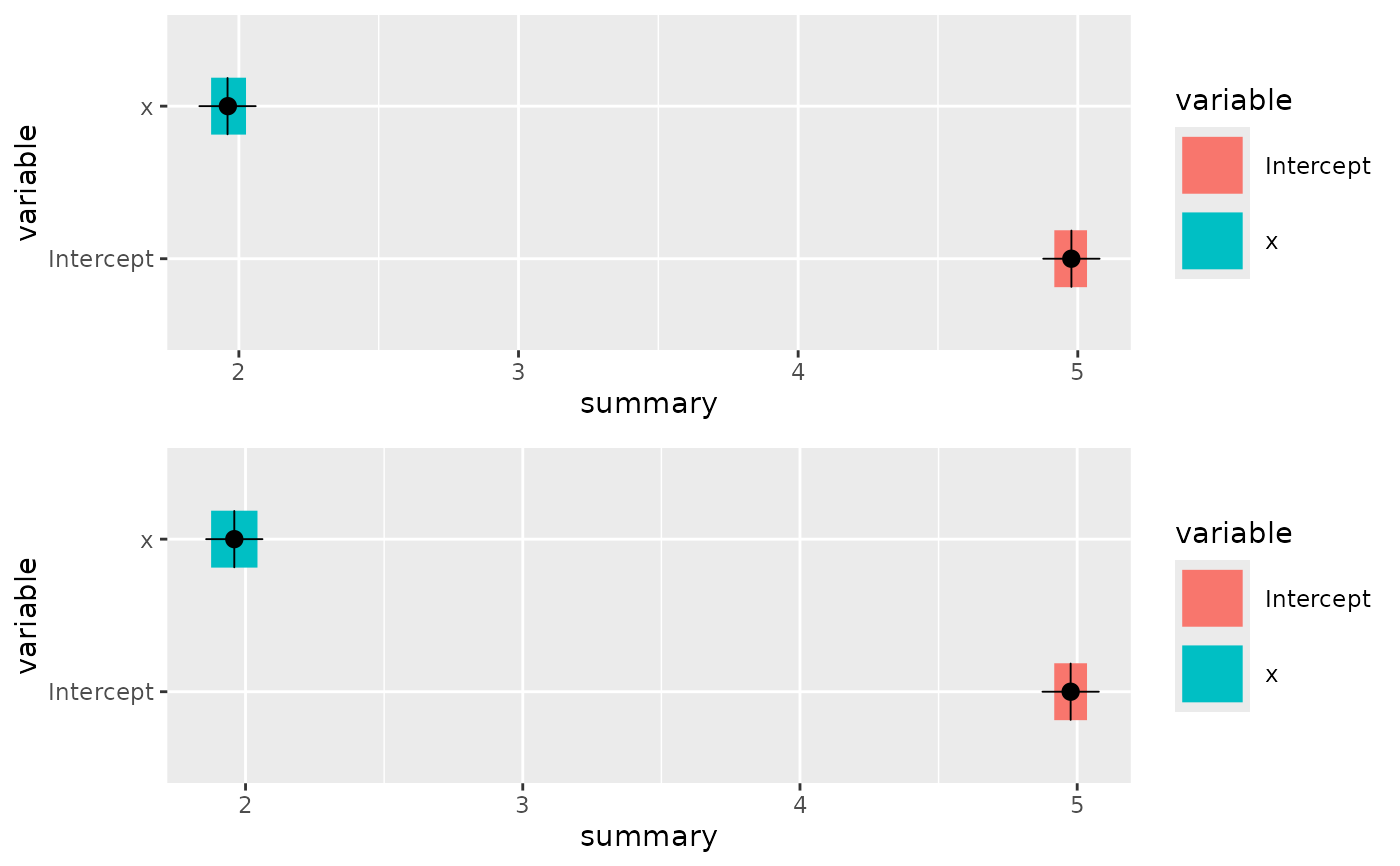 x
Intercept
variable
2 3 4 5
summary
variable
Intercept
x
x
Intercept
variable
2 3 4 5
summary
variable
Intercept
x